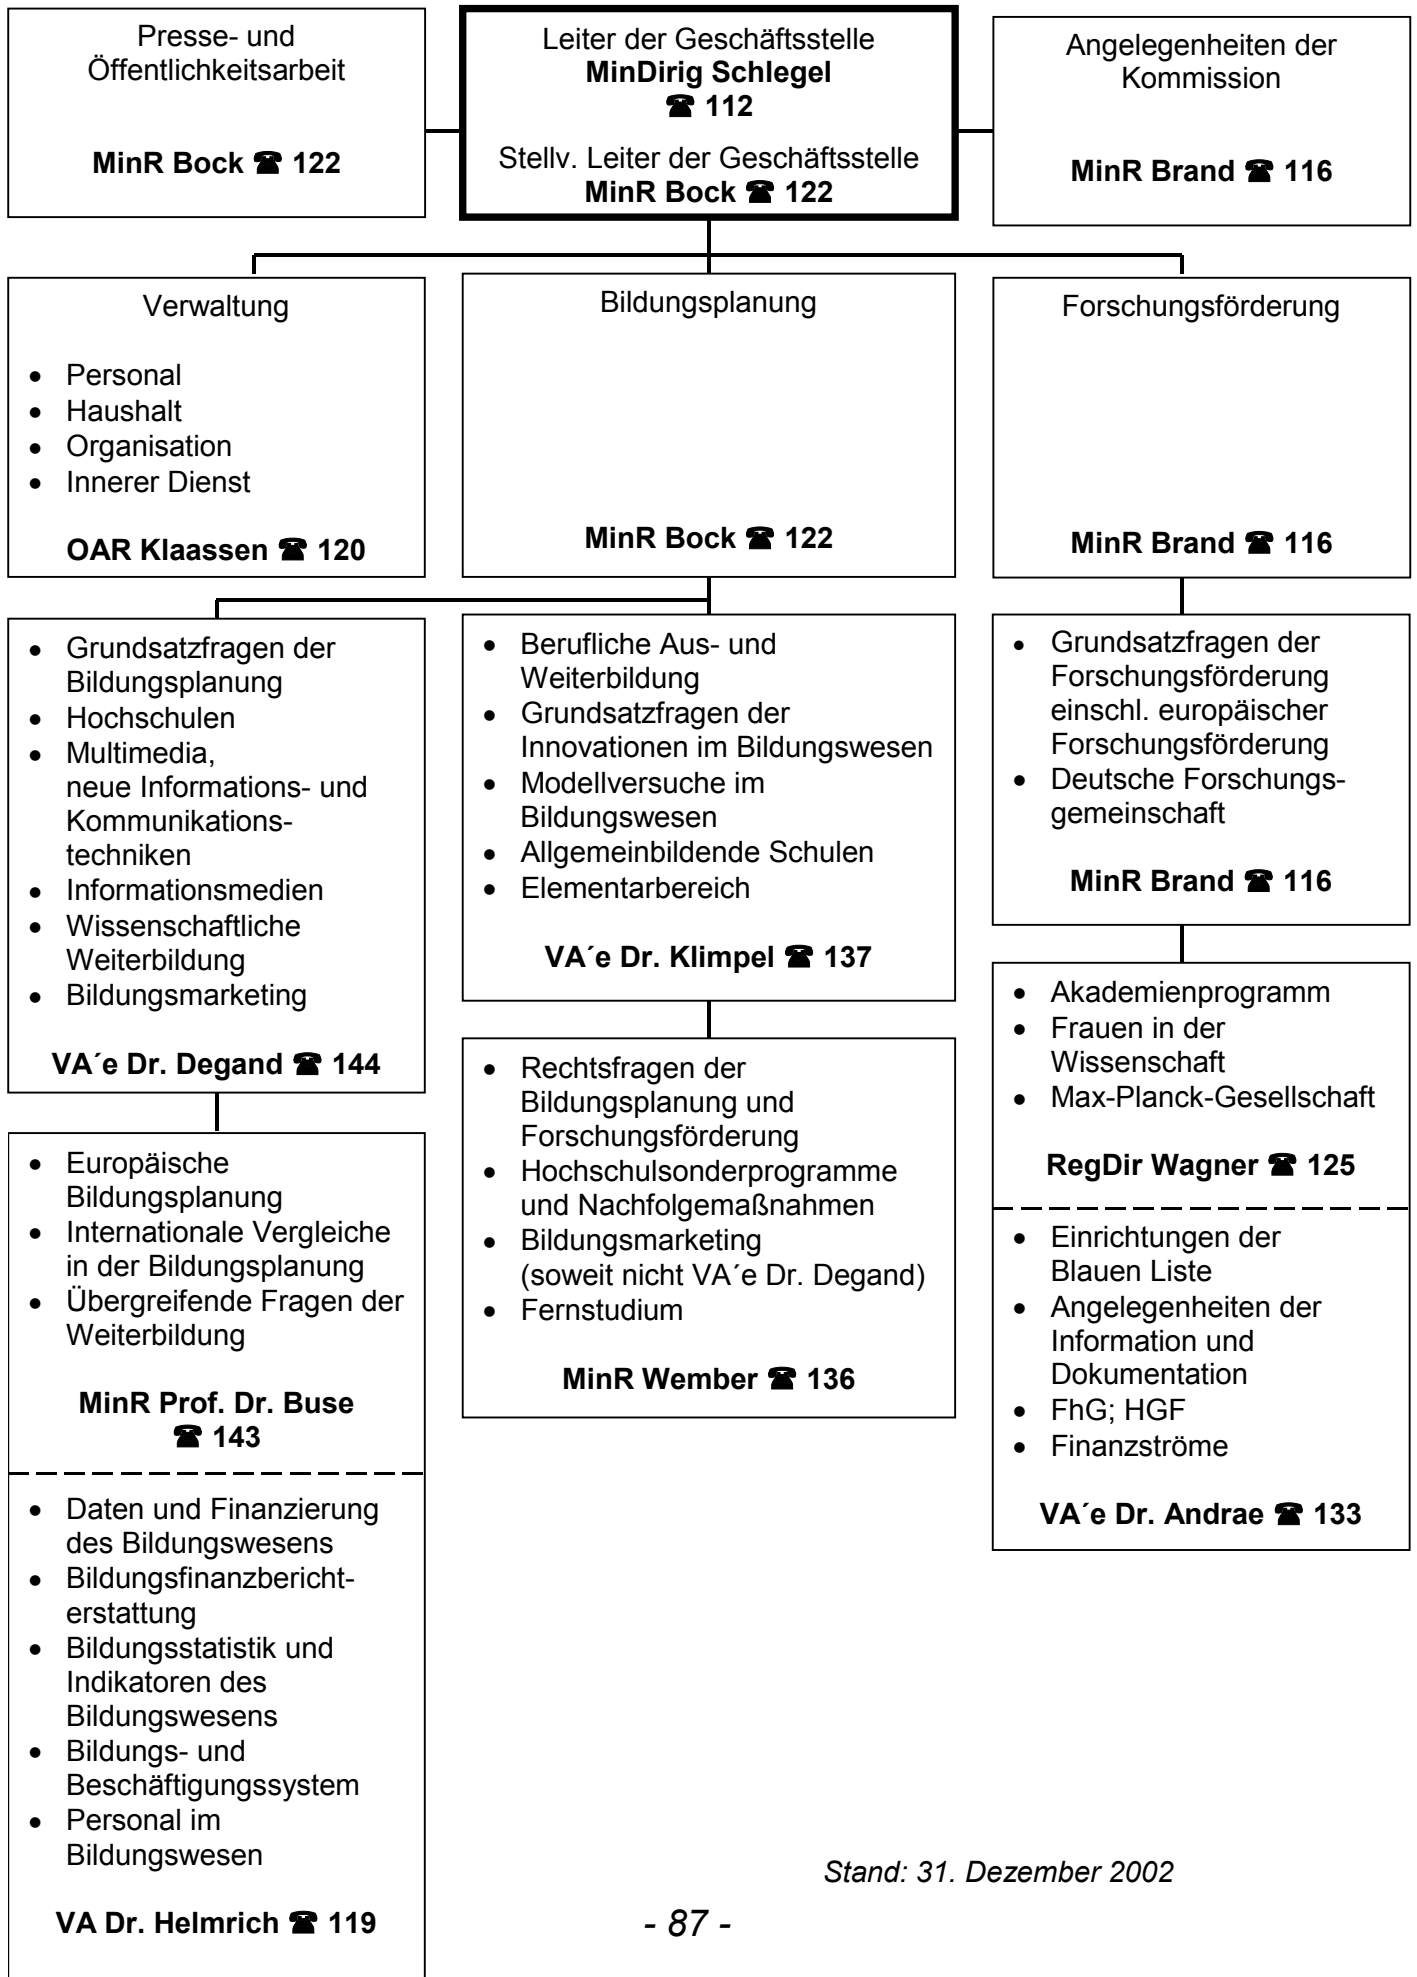 Presse- und
Öffentlichkeitsarbeit
MinR Bock ☎ 122
Leiter der Geschäftsstelle
MinDirig Schlegel
☎ 112
Stellv. Leiter der Geschäftsstelle
MinR Bock ☎ 122
Angelegenheiten der
Kommission
MinR Brand ☎ 116
Verwaltung
• Personal
• Haushalt
• Organisation
• Innerer Dienst
OAR Klaassen ☎ 120
Bildungsplanung
MinR Bock ☎ 122
Forschungsförderung
MinR Brand ☎ 116
• Grundsatzfragen der
Bildungsplanung
• Hochschulen
• Multimedia,
neue Informations- und
Kommunikations-
techniken
• Informationsmedien
• Wissenschaftliche
Weiterbildung
• Bildungsmarketing
VA´e Dr. Degand ☎ 144
• Europäische
Bildungsplanung
• Internationale Vergleiche
in der Bildungsplanung
• Übergreifende Fragen der
Weiterbildung
MinR Prof. Dr. Buse
☎ 143
• Daten und Finanzierung
des Bildungswesens
• Bildungsfinanzbericht-
erstattung
• Bildungsstatistik und
Indikatoren des
Bildungswesens
• Bildungs- und
Beschäftigungssystem
• Personal im
Bildungswesen
VA Dr. Helmrich ☎ 119
• Berufliche Aus- und
Weiterbildung
• Grundsatzfragen der
Innovationen im Bildungswesen
• Modellversuche im
Bildungswesen
• Allgemeinbildende Schulen
• Elementarbereich
VA´e Dr. Klimpel ☎ 137
• Rechtsfragen der
Bildungsplanung und
Forschungsförderung
• Hochschulsonderprogramme
und Nachfolgemaßnahmen
• Bildungsmarketing
(soweit nicht VA´e Dr. Degand)
• Fernstudium
MinR Wember ☎ 136
• Grundsatzfragen der
Forschungsförderung
einschl. europäischer
Forschungsförderung
• Deutsche Forschungs-
gemeinschaft
MinR Brand ☎ 116
• Akademienprogramm
• Frauen in der
Wissenschaft
• Max-Planck-Gesellschaft
RegDir Wagner ☎ 125
• Einrichtungen der
Blauen Liste
• Angelegenheiten der
Information und
Dokumentation
• FhG; HGF
• Finanzströme
VA´e Dr. Andrae ☎ 133
Stand: 31. Dezember 2002
- 87 -